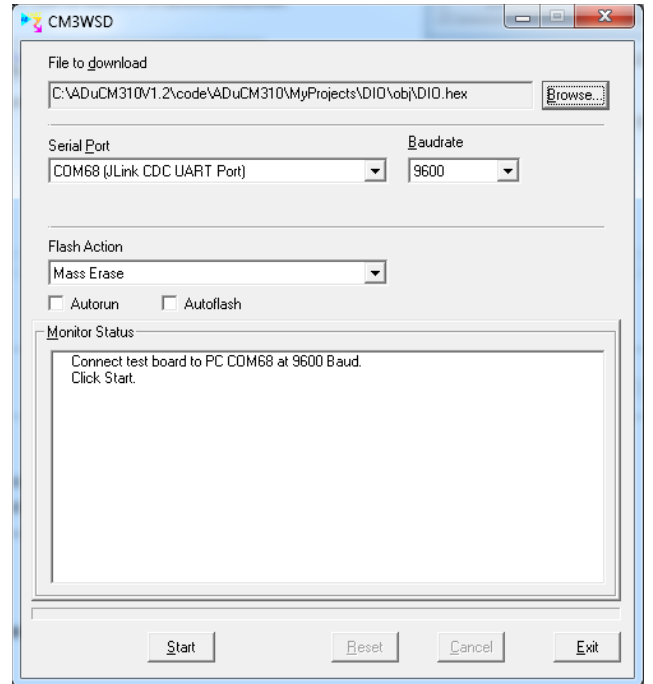 CM3WSD
File to download
C:\ADuCM310V1.2\code\ADuCM310\MyProjects\DIO\obj\DIO.hex
Browse...
Serial Port
Baudrate
COM68 (JLink CDC UART Port)
9600
Flash Action
Mass Erase
Autorun
Autoflash
Monitor Status
Connect test board to PC COM68 at 9600 Baud.
Click Start.
Start
Reset
Cancel
Exit